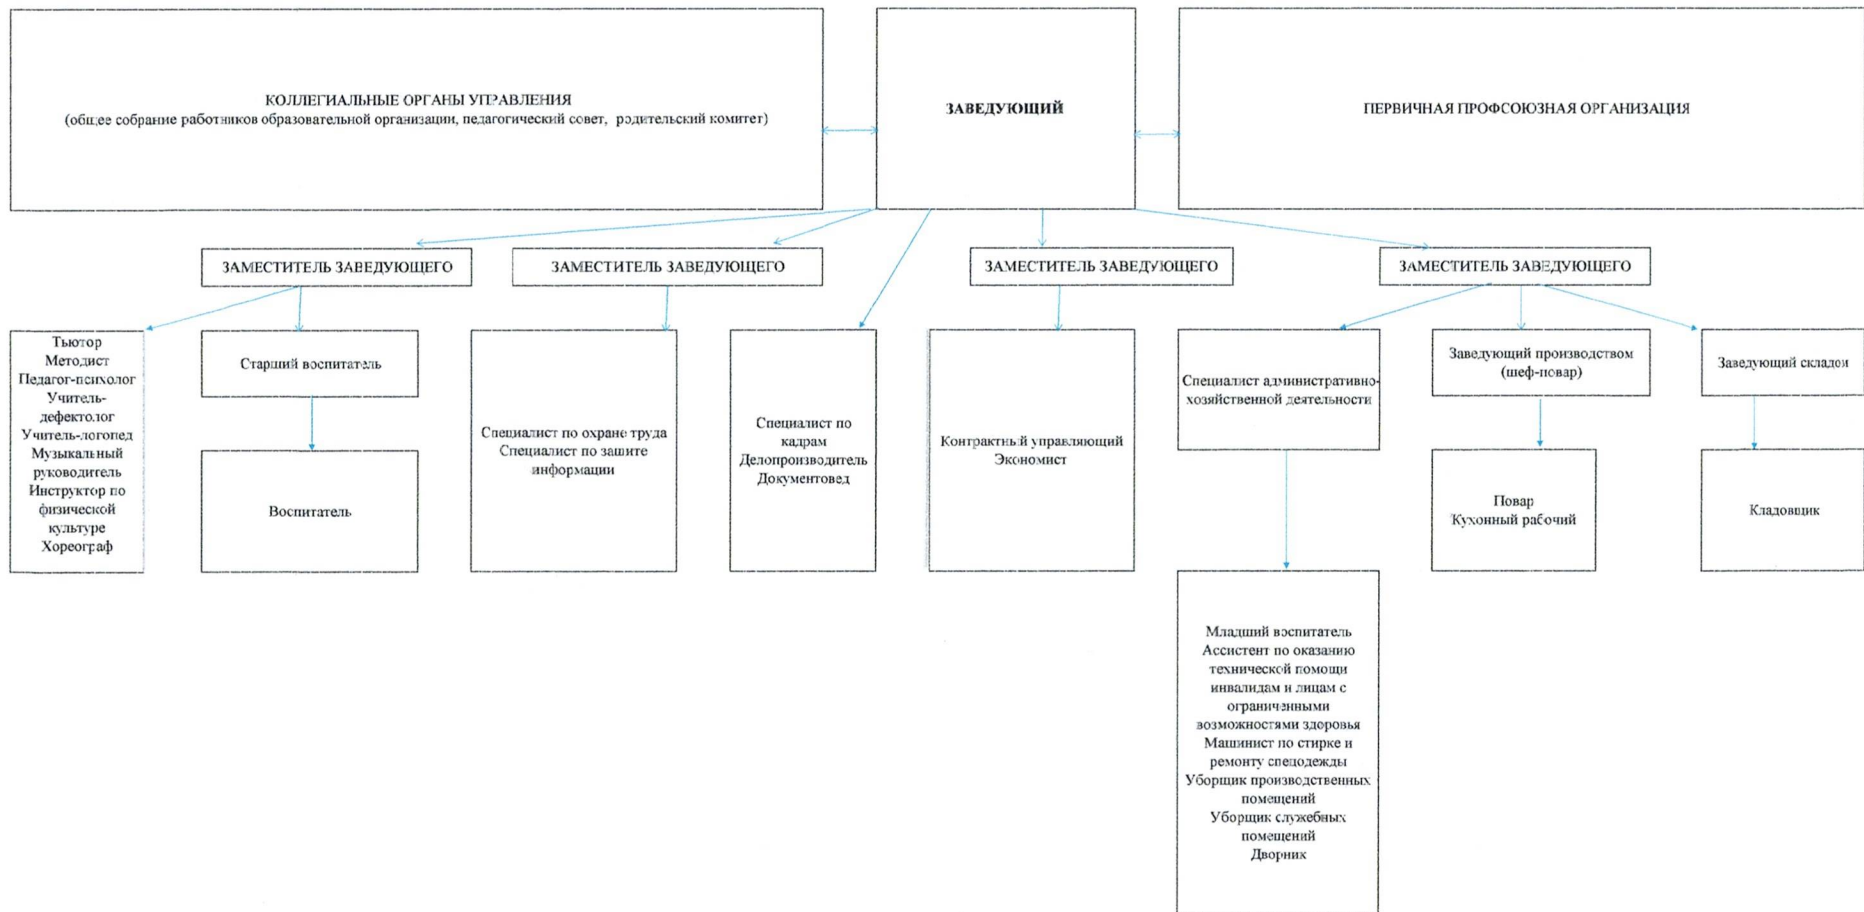 КОЛЛЕГИАЛЬНЫЕ ОРГАНЫ УПРАВЛЕНИЯ
(общее собрание работников образовательной организации, педагогический совет, родительский комитет)
ЗАВЕДУЮЩИЙ
ПЕРВИЧНАЯ ПРОФСОЮЗНАЯ ОРГАНИЗАЦИЯ
ЗАМЕСТИТЕЛЬ ЗАВЕДУЮЩЕГО
ЗАМЕСТИТЕЛЬ ЗАВЕДУЮЩЕГО
ЗАМЕСТИТЕЛЬ ЗАВЕДУЮЩЕГО
ЗАМЕСТИТЕЛЬ ЗАВЕДУЮЩЕГО
Тьютор
Методист
Педагог-психолог
Учитель-
дефектолог
Учитель-логопед
Музыкальный
руководитель
Инструктор по
физической
культуре
Хореограф
Старший воспитатель
Воспитатель
Специалист по охране труда
Специалист по защите
информации
Специалист по
кадрам
Делопроизводитель
Документовед
Контрактный управляющий
Экономист
Специалист административно-
хозяйственной деятельности
Младший воспитатель
Ассистент по оказанию
технической помощи
инвалидам и лицам с
ограниченными
возможностями здоровья
Машинист по стирке и
ремонту спецодежды
Уборщик производственных
помещений
Уборщик служебных
помещений
Дворник
Заведующий производством
(шеф-повар)
Повар
Кухонный рабочий
Заведующий складом
Кладовщик